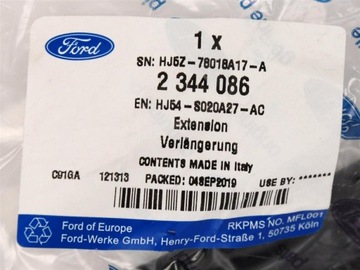 Ford
1 x
SN: HJ5Z-78018A17-A
2 344 086
EN: HJ54-S020A27-AC
Extension
Verlängerung
CONTENTS MADE IN Italy
C91GA 121313 PACKED: 04SEP2019 USE BY: *******
RKPMS NO. MFL001
Ford of Europe
Ford-Werke GmbH, Henry-Ford-Straße 1, 50735 Köln